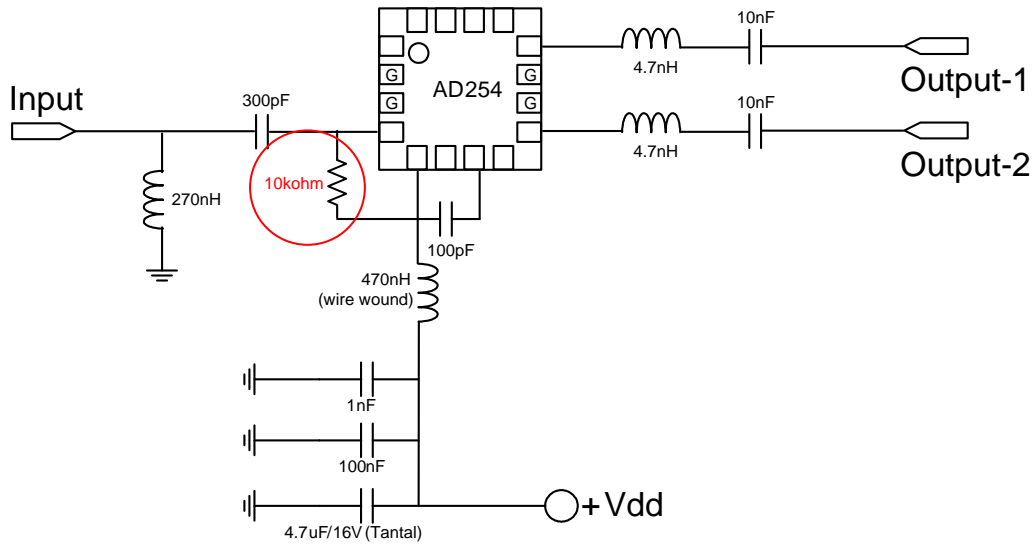 10nF
4.7nH
Output-1
G
G
AD254
G
G
Input
300pF
10nF
4.7nH
Output-2
10kohm
270nH
100pF
470nH
(wire wound)
1nF
100nF
4.7uF/16V (Tantal)
+Vdd